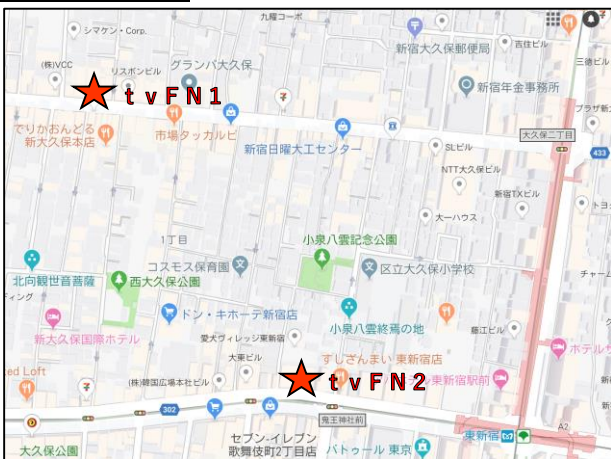 九曜コーポ
シマケン・Corp.
新宿大久保郵便局
吉住ビル
三徳ビル
(株)VCC
リスボンビル
グランパ大久保
新宿年金事務所
tvFN1
プラザ新大
でりかおんどる
新大久保本店
市場タッカルビ
新宿日曜大工センター
大久保二丁目
SLビル
433
NTT大久保ビル
新宿TXビル
トヨ
大一ハウス
1丁目
小泉八雲記念公園
コスモス保育園
区立大久保小学校
チャーム
北向観世音菩薩
西大久保公園
ィング
ドン・キホーテ新宿店
小泉八雲終焉の地
藤江ビル
新大久保国際ホテル
愛犬ヴィレッジ東新宿
ホテルサ
大東ビル
すしざんまい 東新宿店
ed Loft
(株)韓国広場本社ビル
tvFN2
東新宿駅前
新宿
302
鬼王神社前
A2
セブン-イレブン
歌舞伎町2丁目店
東新宿
大久保公園
バトゥール 東京